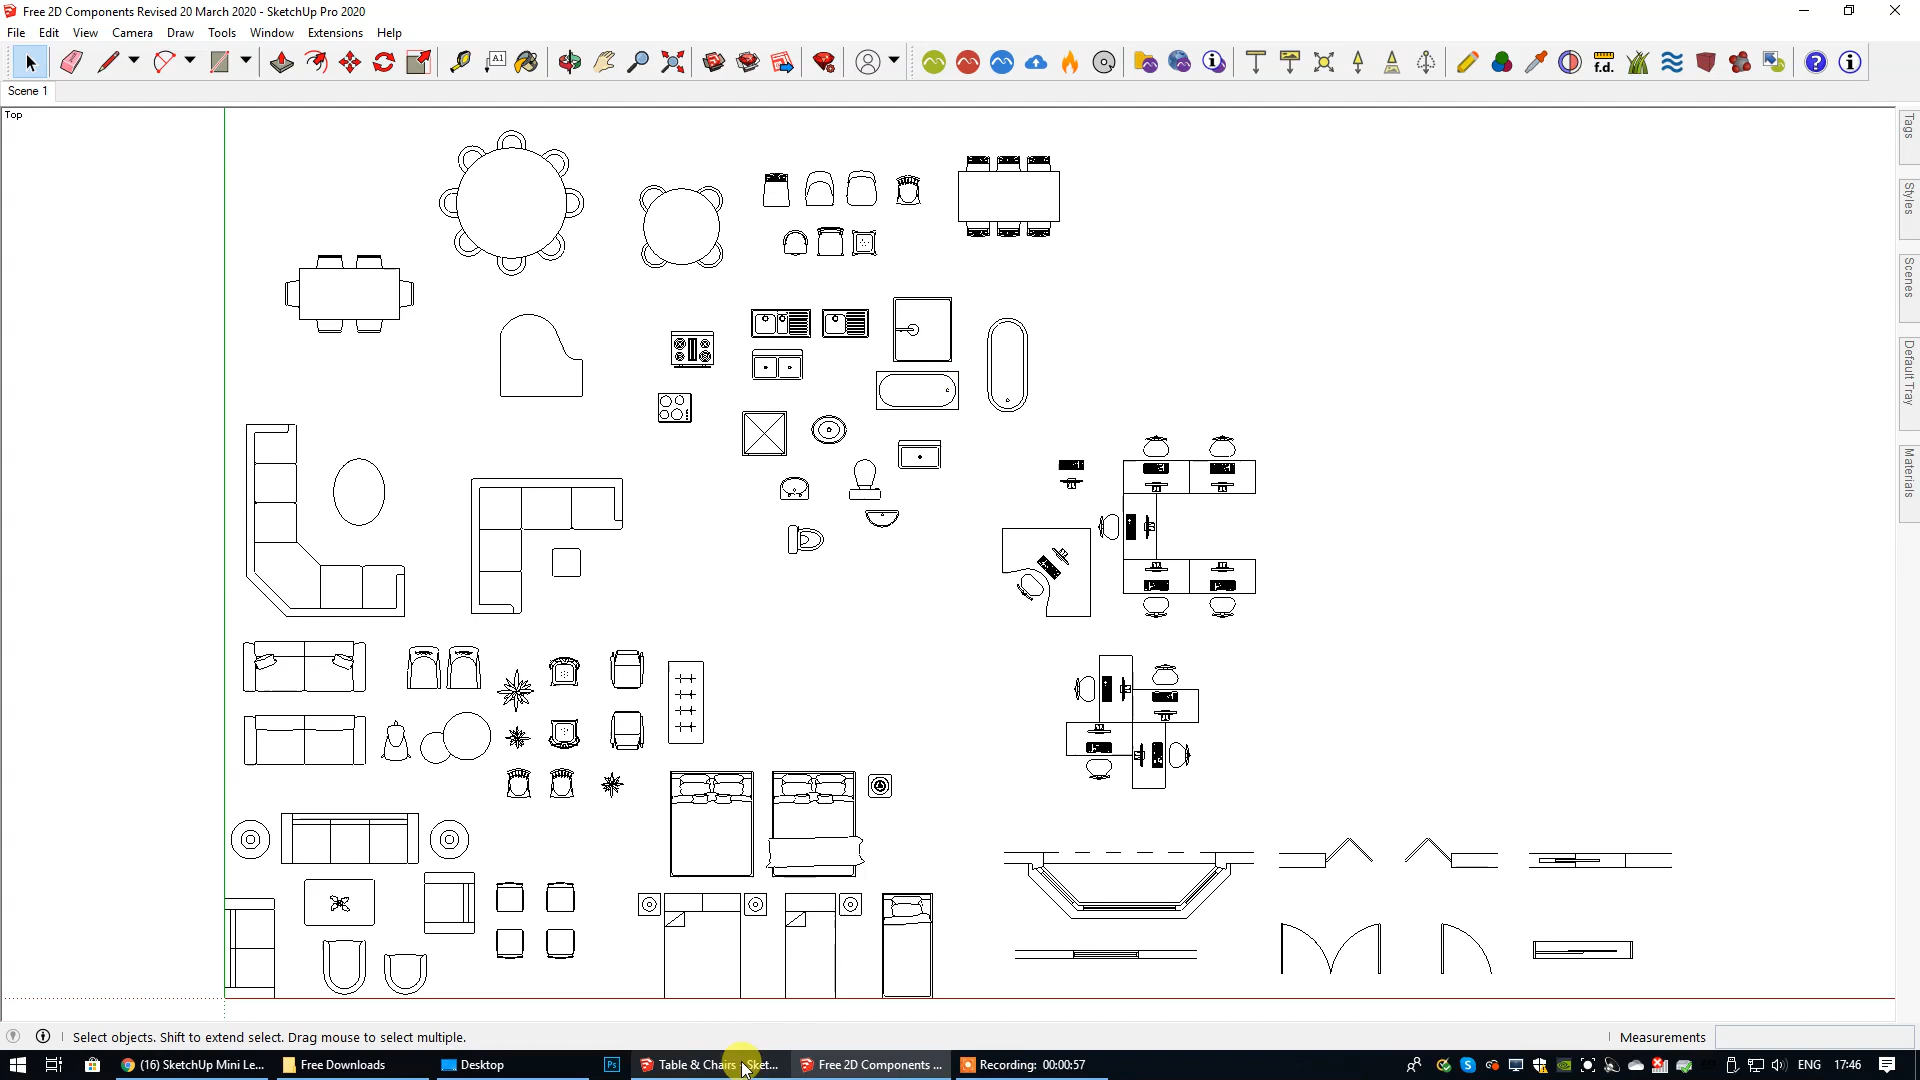 Free 2D Components Revised 20 March 2020 - SketchUp Pro 2020
File Edit View Camera Draw Tools Window Extensions Help
A1
f.d.
Scene 1
Top
Tags
Styles
Scenes
Default Tray
Materials
Select objects. Shift to extend select. Drag mouse to select multiple.
Measurements
(16) SketchUp Mini Le...
Free Downloads
Desktop
Ps
Table & Chairs - Sket...
Free 2D Components ...
Recording: 00:00:57
ENG
17:46